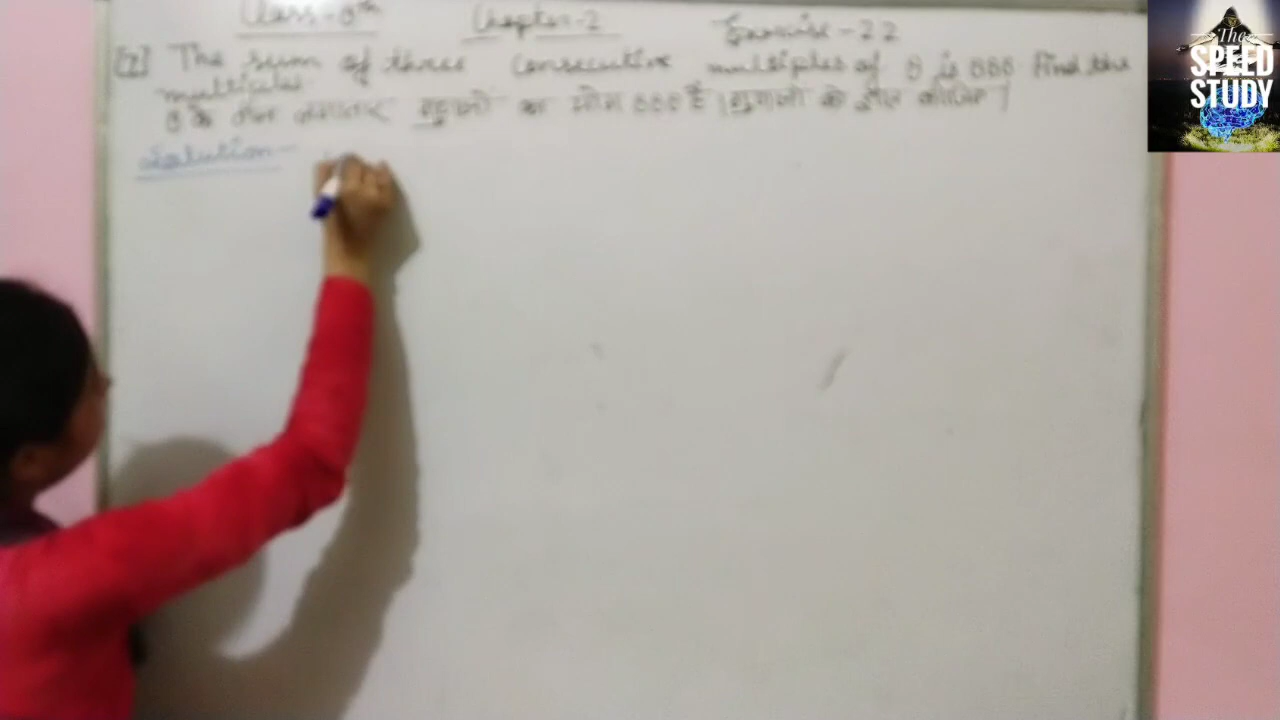 Class-8th Chapter-2 Exercise-2.2
[7] The sum of three consecutive multiples of 8 is 888 Find the
multiples
8 के तीन लगातार गुणजों का योग 888 है। गुणजों को ज्ञात कीजिए।
Solution-
The
SPEED
STUDY